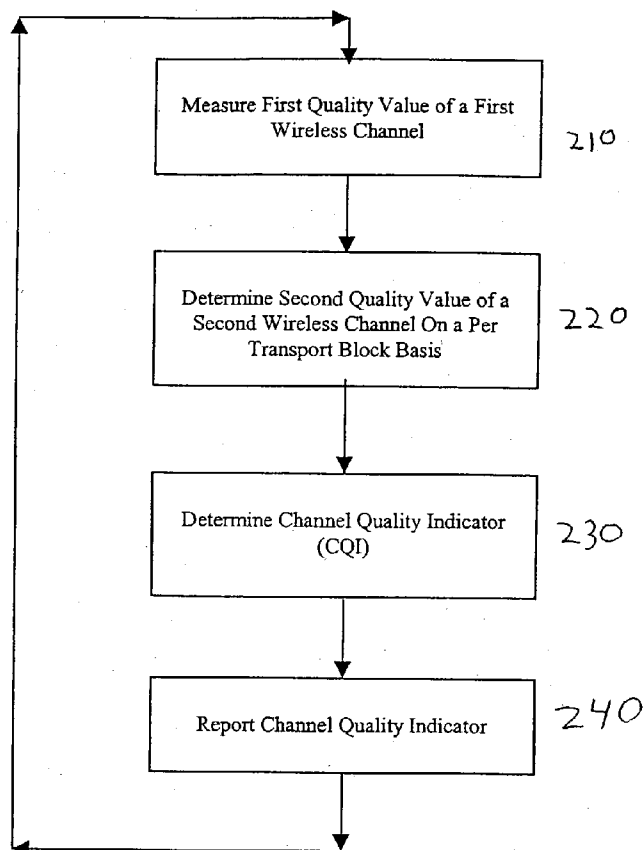 Measure First Quality Value of a First
Wireless Channel
210
Determine Second Quality Value of a
Second Wireless Channel On a Per
Transport Block Basis
220
Determine Channel Quality Indicator
(CQI)
230
Report Channel Quality Indicator
240